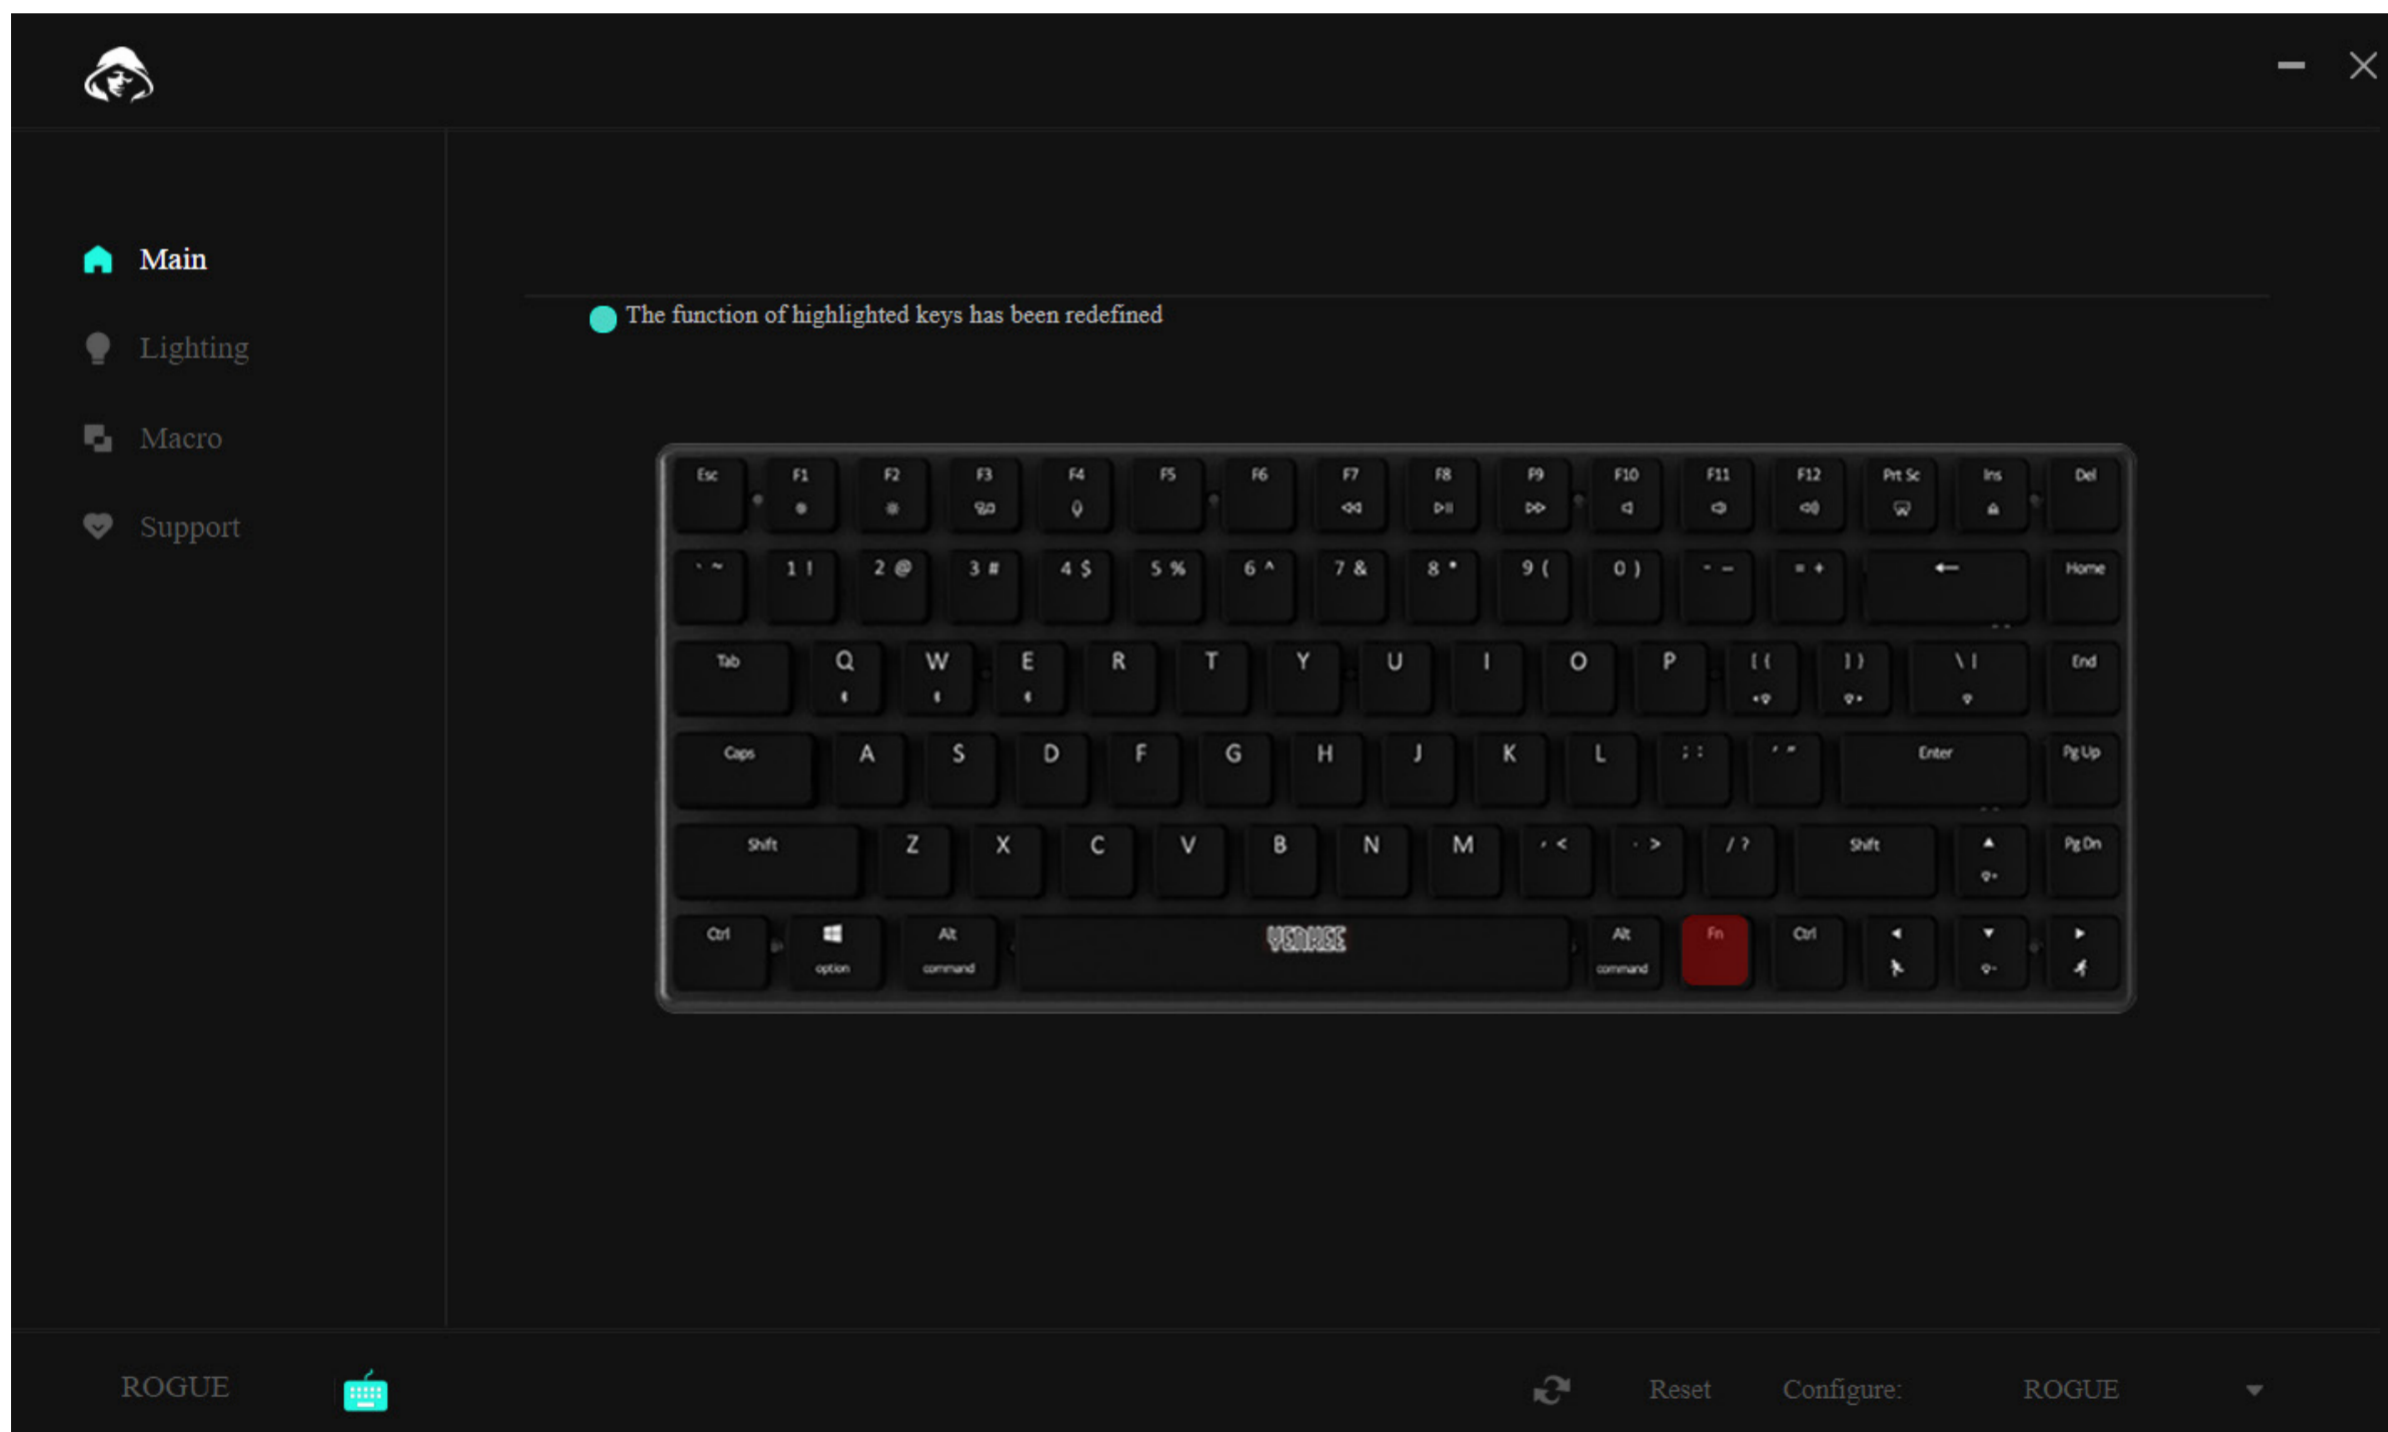 Main
Lighting
Macro
Support
The function of highlighted keys has been redefined
Esc F1 F2 F3 F4 F5 F6 F7 F8 F9 F10 F11 F12 Prt Sc Ins Del
` ~ 1 ! 2 @ 3 # 4 $ 5 % 6 ^ 7 & 8 * 9 ( 0 ) - – = + ← Home
Tab Q W E R T Y U I O P [ { ] } \ | End
Caps A S D F G H J K L ; : ' " Enter Pg Up
Shift Z X C V B N M , < . > / ? Shift Pg Dn
Ctrl Alt YENKEE Alt Fn Ctrl
option command command
ROGUE Reset Configure: ROGUE